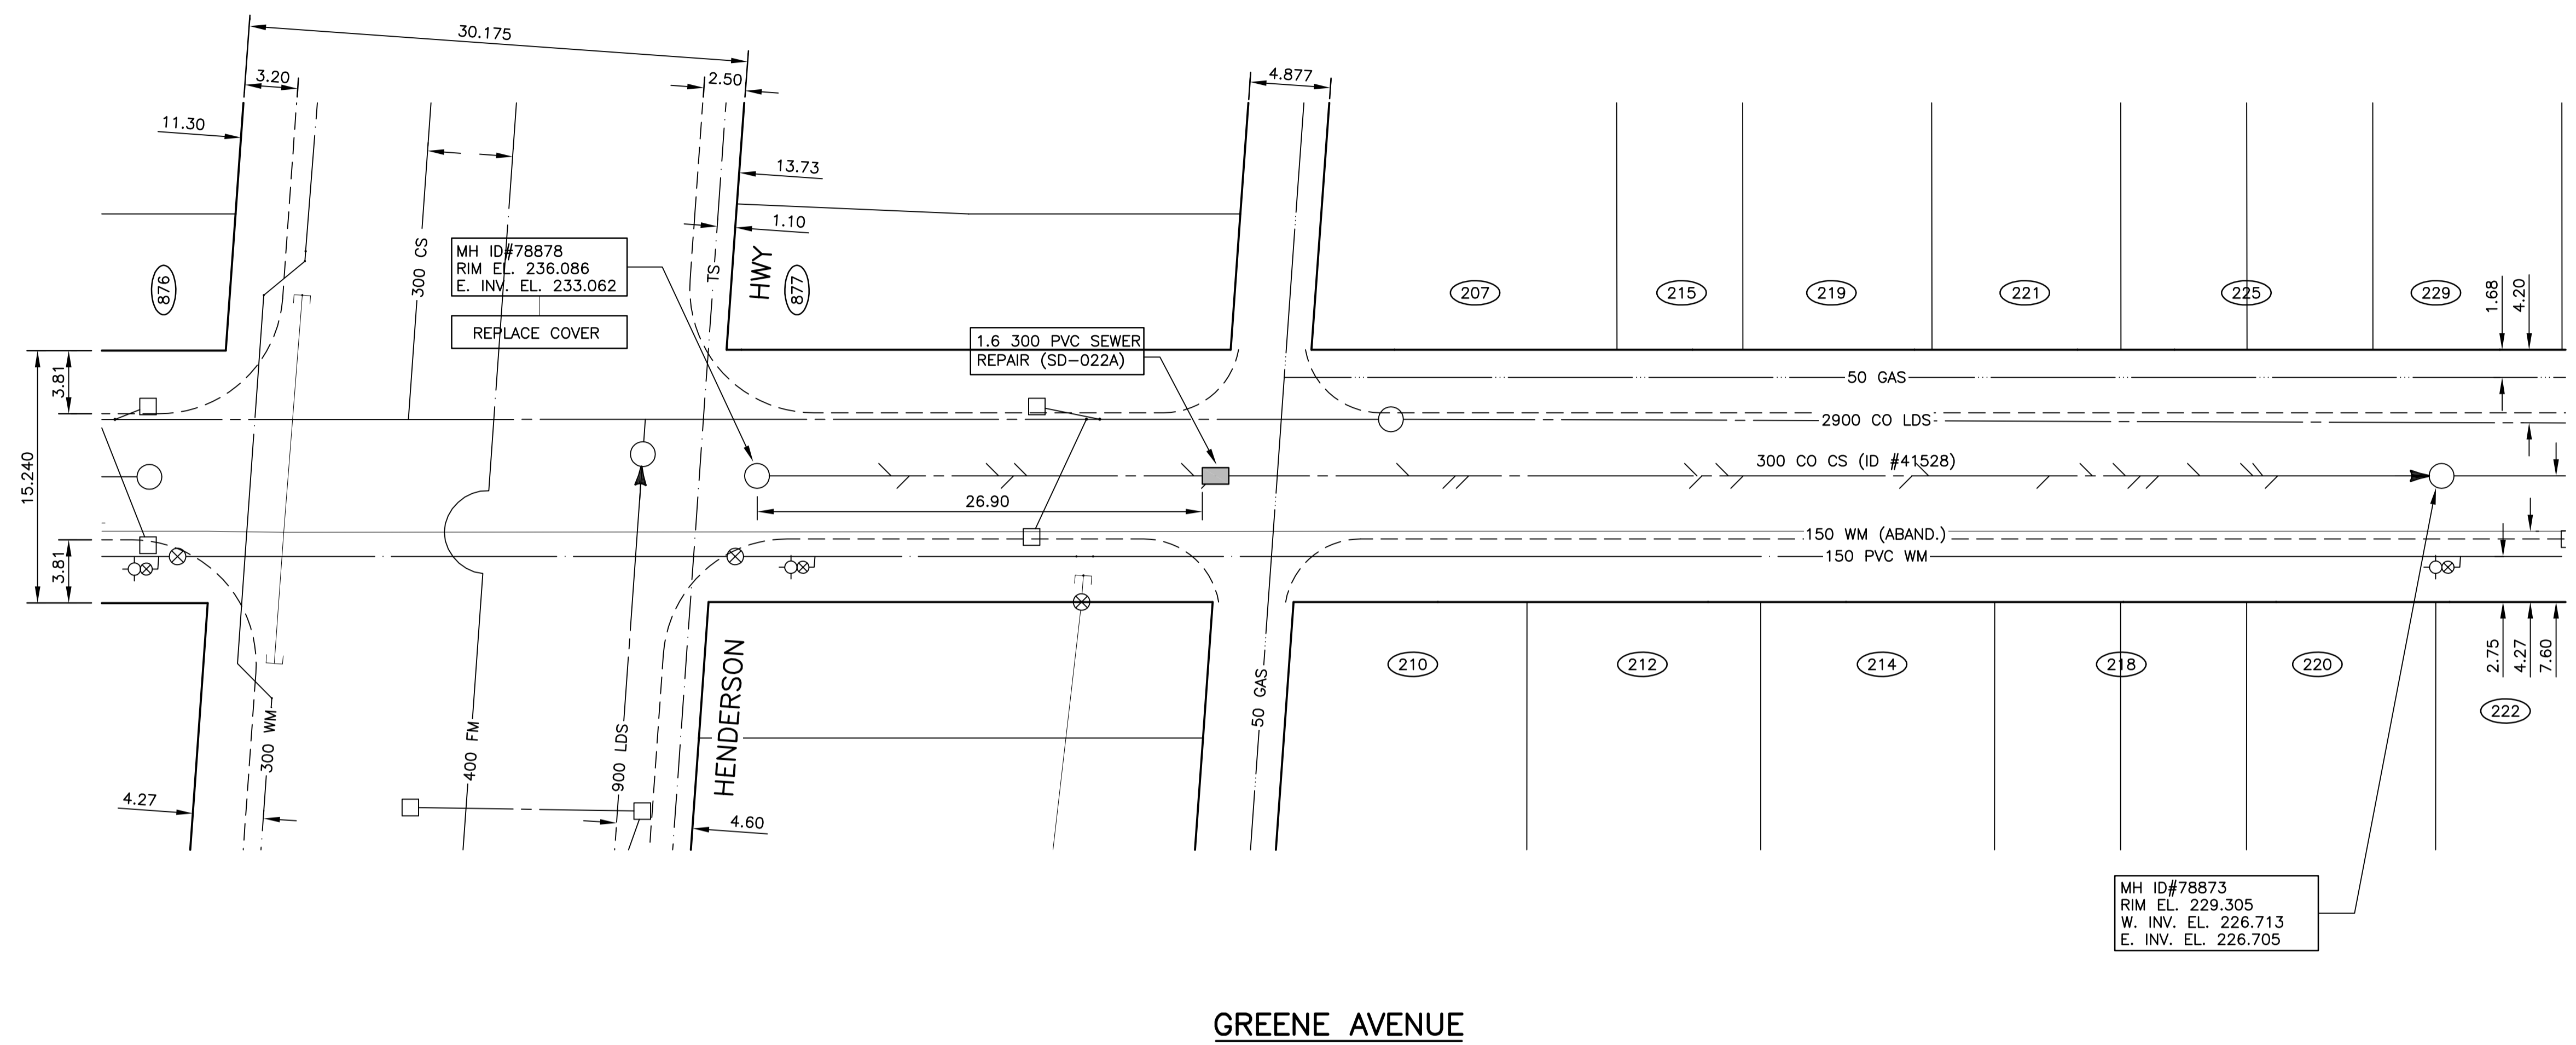 30.175
3.20
2.50
4.877
11.30
13.73
1.10
300 CS
TS
HWY
MH ID#78878
RIM EL. 236.086
E. INV. EL. 233.062
REPLACE COVER
876
877
207
215
219
221
225
229
1.68
4.20
1.6 300 PVC SEWER
REPAIR (SD-022A)
3.81
15.240
3.81
50 GAS
2900 CO LDS
300 CO CS (ID #41528)
26.90
150 WM (ABAND.)
150 PVC WM
300 WM
400 FM
900 LDS
HENDERSON
50 GAS
210
212
214
218
220
222
2.75
4.27
7.60
4.27
4.60
MH ID#78873
RIM EL. 229.305
W. INV. EL. 226.713
E. INV. EL. 226.705
GREENE AVENUE